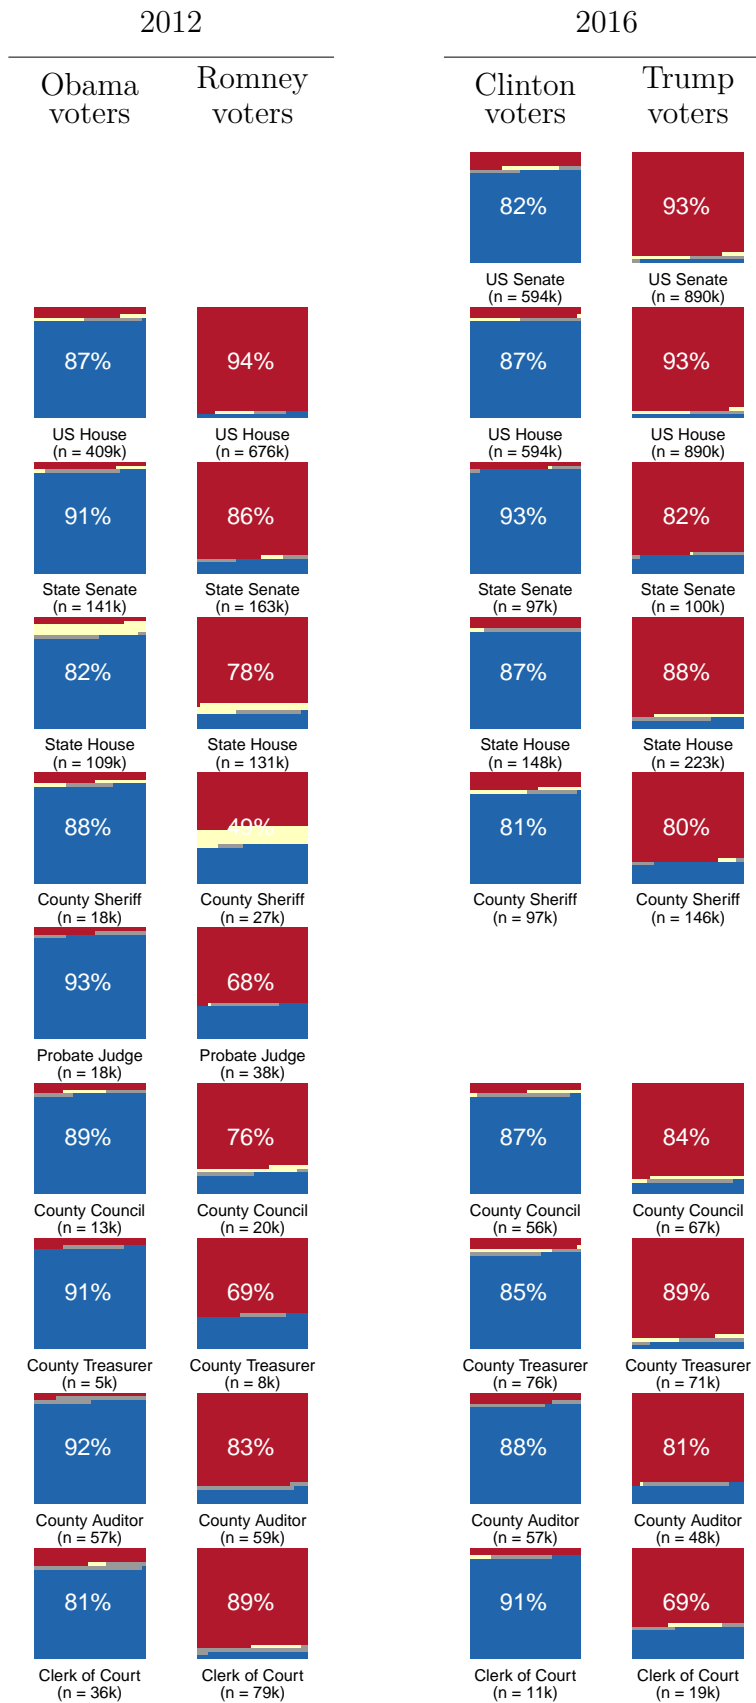 2012
2016
Obama
voters
Romney
voters
Clinton
voters
Trump
voters
82%
93%
US Senate
(n = 594k)
US Senate
(n = 890k)
87%
94%
87%
93%
US House
(n = 409k)
US House
(n = 676k)
US House
(n = 594k)
US House
(n = 890k)
91%
86%
93%
82%
State Senate
(n = 141k)
State Senate
(n = 163k)
State Senate
(n = 97k)
State Senate
(n = 100k)
82%
78%
87%
88%
State House
(n = 109k)
State House
(n = 131k)
State House
(n = 148k)
State House
(n = 223k)
88%
49%
81%
80%
County Sheriff
(n = 18k)
County Sheriff
(n = 27k)
County Sheriff
(n = 97k)
County Sheriff
(n = 146k)
93%
68%
Probate Judge
(n = 18k)
Probate Judge
(n = 38k)
89%
76%
87%
84%
County Council
(n = 13k)
County Council
(n = 20k)
County Council
(n = 56k)
County Council
(n = 67k)
91%
69%
85%
89%
County Treasurer
(n = 5k)
County Treasurer
(n = 8k)
County Treasurer
(n = 76k)
County Treasurer
(n = 71k)
92%
83%
88%
81%
County Auditor
(n = 57k)
County Auditor
(n = 59k)
County Auditor
(n = 57k)
County Auditor
(n = 48k)
81%
89%
91%
69%
Clerk of Court
(n = 36k)
Clerk of Court
(n = 79k)
Clerk of Court
(n = 11k)
Clerk of Court
(n = 19k)